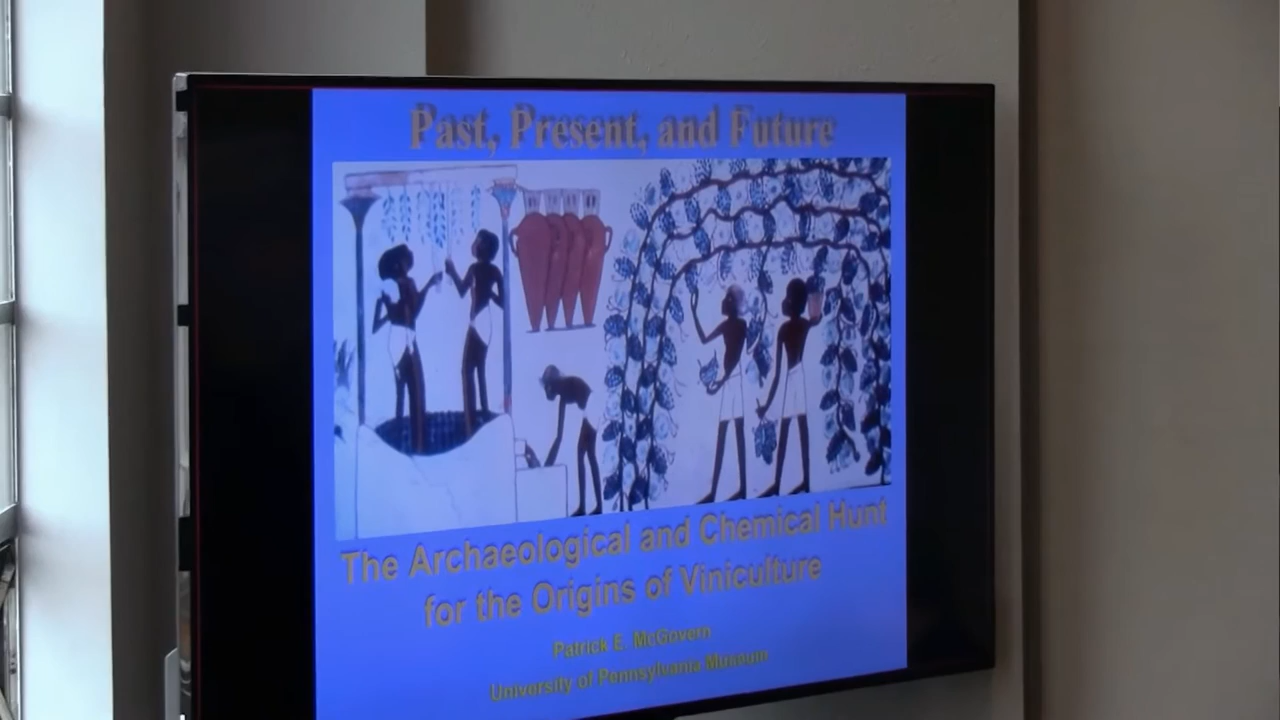 Past, Present, and Future
The Archaeological and Chemical Hunt
for the Origins of Viniculture
Patrick E. McGovern
University of Pennsylvania Museum